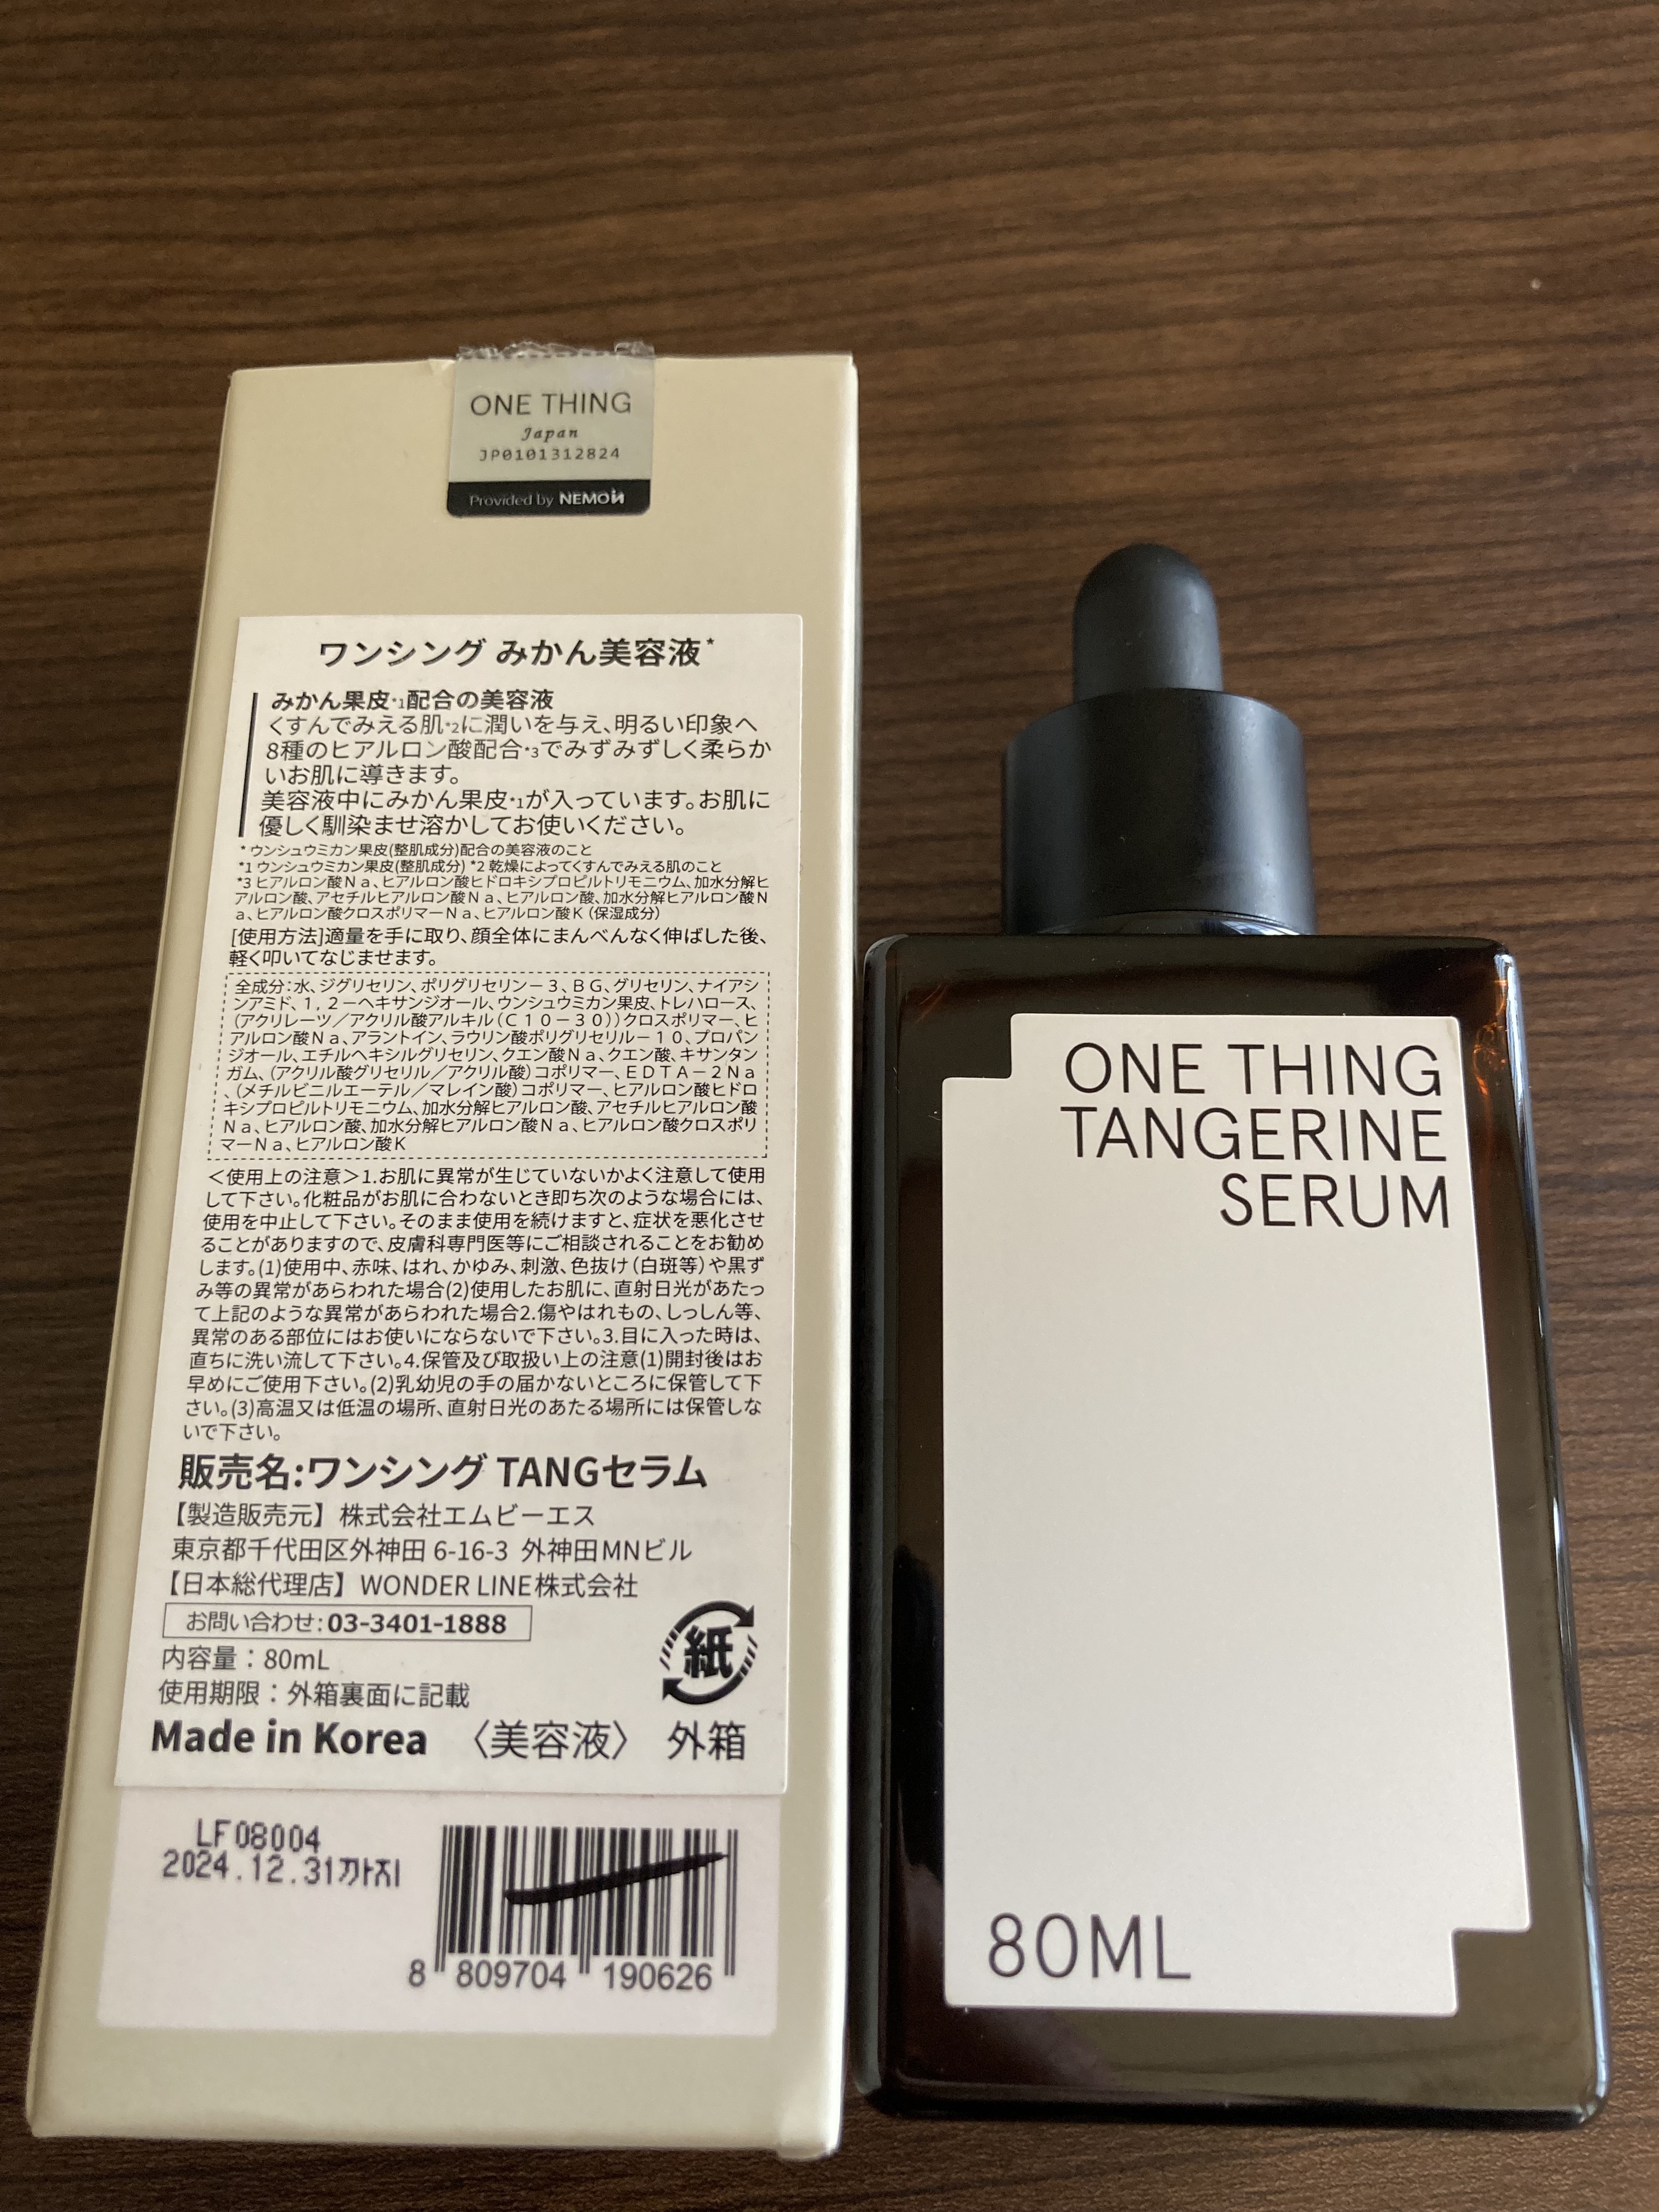 ONE THING
Japan
JP0101312824
Provided by NEMOИ
ワンシング みかん美容液*
みかん果皮*1配合の美容液
くすんでみえる肌*2に潤いを与え、明るい印象へ
8種のヒアルロン酸配合*3でみずみずしく柔らか
いお肌に導きます。
美容液中にみかん果皮*1が入っています。お肌に
優しく馴染ませ溶かしてお使いください。
* ウンシュウミカン果皮(整肌成分)配合の美容液のこと
*1 ウンシュウミカン果皮(整肌成分) *2 乾燥によってくすんでみえる肌のこと
*3 ヒアルロン酸Ｎａ、ヒアルロン酸ヒドロキシプロピルトリモニウム、加水分解ヒ
アルロン酸、アセチルヒアルロン酸Ｎａ、ヒアルロン酸、加水分解ヒアルロン酸Ｎ
ａ、ヒアルロン酸クロスポリマーＮａ、ヒアルロン酸Ｋ（保湿成分）
[使用方法]適量を手に取り、顔全体にまんべんなく伸ばした後、
軽く叩いてなじませます。
全成分：水、ジグリセリン、ポリグリセリン－３、ＢＧ、グリセリン、ナイアシ
ンアミド、１，２－ヘキサンジオール、ウンシュウミカン果皮、トレハロース、
（アクリレーツ／アクリル酸アルキル（Ｃ１０－３０））クロスポリマー、ヒ
アルロン酸Ｎａ、アラントイン、ラウリン酸ポリグリセリル－１０、プロパン
ジオール、エチルヘキシルグリセリン、クエン酸Ｎａ、クエン酸、キサンタン
ガム、（アクリル酸グリセリル／アクリル酸）コポリマー、ＥＤＴＡ－２Ｎａ
、（メチルビニルエーテル／マレイン酸）コポリマー、ヒアルロン酸ヒドロ
キシプロピルトリモニウム、加水分解ヒアルロン酸、アセチルヒアルロン酸
Ｎａ、ヒアルロン酸、加水分解ヒアルロン酸Ｎａ、ヒアルロン酸クロスポリ
マーＮａ、ヒアルロン酸Ｋ
＜使用上の注意＞1.お肌に異常が生じていないかよく注意して使用
して下さい。化粧品がお肌に合わないとき即ち次のような場合には、
使用を中止して下さい。そのまま使用を続けますと、症状を悪化させ
ることがありますので、皮膚科専門医等にご相談されることをお勧め
します。(1)使用中、赤味、はれ、かゆみ、刺激、色抜け（白斑等）や黒ず
み等の異常があらわれた場合(2)使用したお肌に、直射日光があたっ
て上記のような異常があらわれた場合2.傷やはれもの、しっしん等、
異常のある部位にはお使いにならないで下さい。3.目に入った時は、
直ちに洗い流して下さい。4.保管及び取扱い上の注意(1)開封後はお
早めにご使用下さい。(2)乳幼児の手の届かないところに保管して下
さい。(3)高温又は低温の場所、直射日光のあたる場所には保管しな
いで下さい。
販売名:ワンシング TANGセラム
【製造販売元】株式会社エムビーエス
東京都千代田区外神田 6-16-3 外神田MNビル
【日本総代理店】WONDER LINE株式会社
お問い合わせ: 03-3401-1888
内容量：80mL
使用期限：外箱裏面に記載
紙
Made in Korea 〈美容液〉 外箱
LF08004
2024.12.31까지
8 809704 190626
ONE THING
TANGERINE
SERUM
80ML